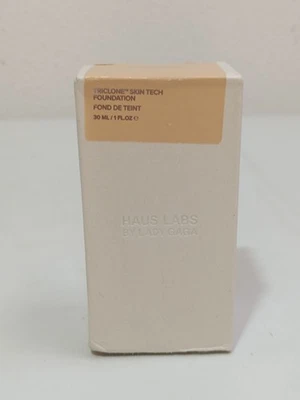 TRICLONE™ SKIN TECH
FOUNDATION
FOND DE TEINT
30 ML / 1 FL.OZ ℮
HAUS LABS
BY LADY GAGA